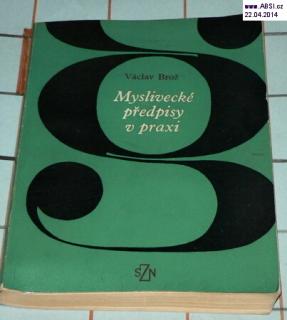 www.ABSI.cz
22.04.2014
Václav Brož
Myslivecké
předpisy
v praxi
SZN